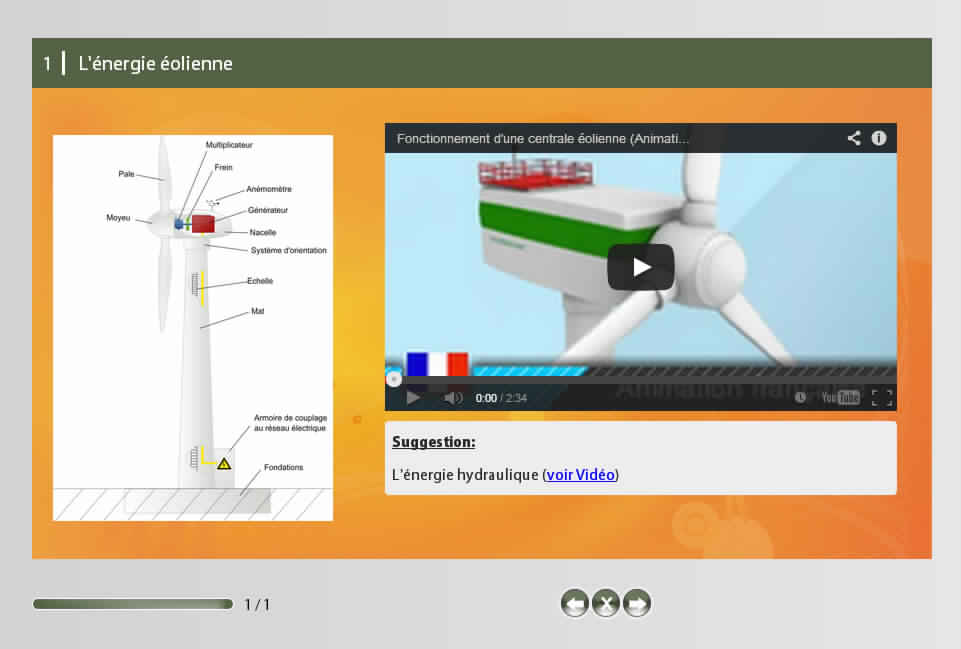 1 | L'énergie éolienne
Multiplicateur
Frein
Pale
Anémomètre
Générateur
Moyeu
Nacelle
Système d'orientation
Echelle
Mat
Armoire de couplage
au réseau électrique
Fondations
Fonctionnement d'une centrale éolienne (Animati...
Animation
0:00 / 2:34
YouTube
Suggestion:
L'énergie hydraulique (voir Vidéo)
1 / 1